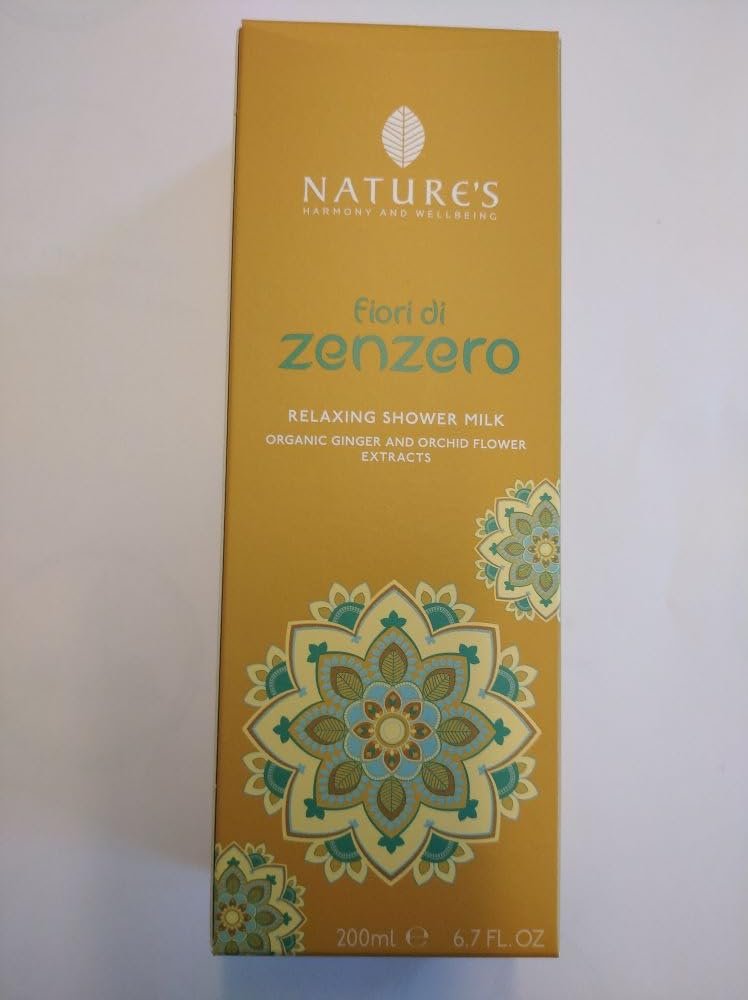 NATURE'S
HARMONY AND WELLBEING
fiori di
zenzero
RELAXING SHOWER MILK
ORGANIC GINGER AND ORCHID FLOWER
EXTRACTS
200ml ℮ 6.7 FL. OZ